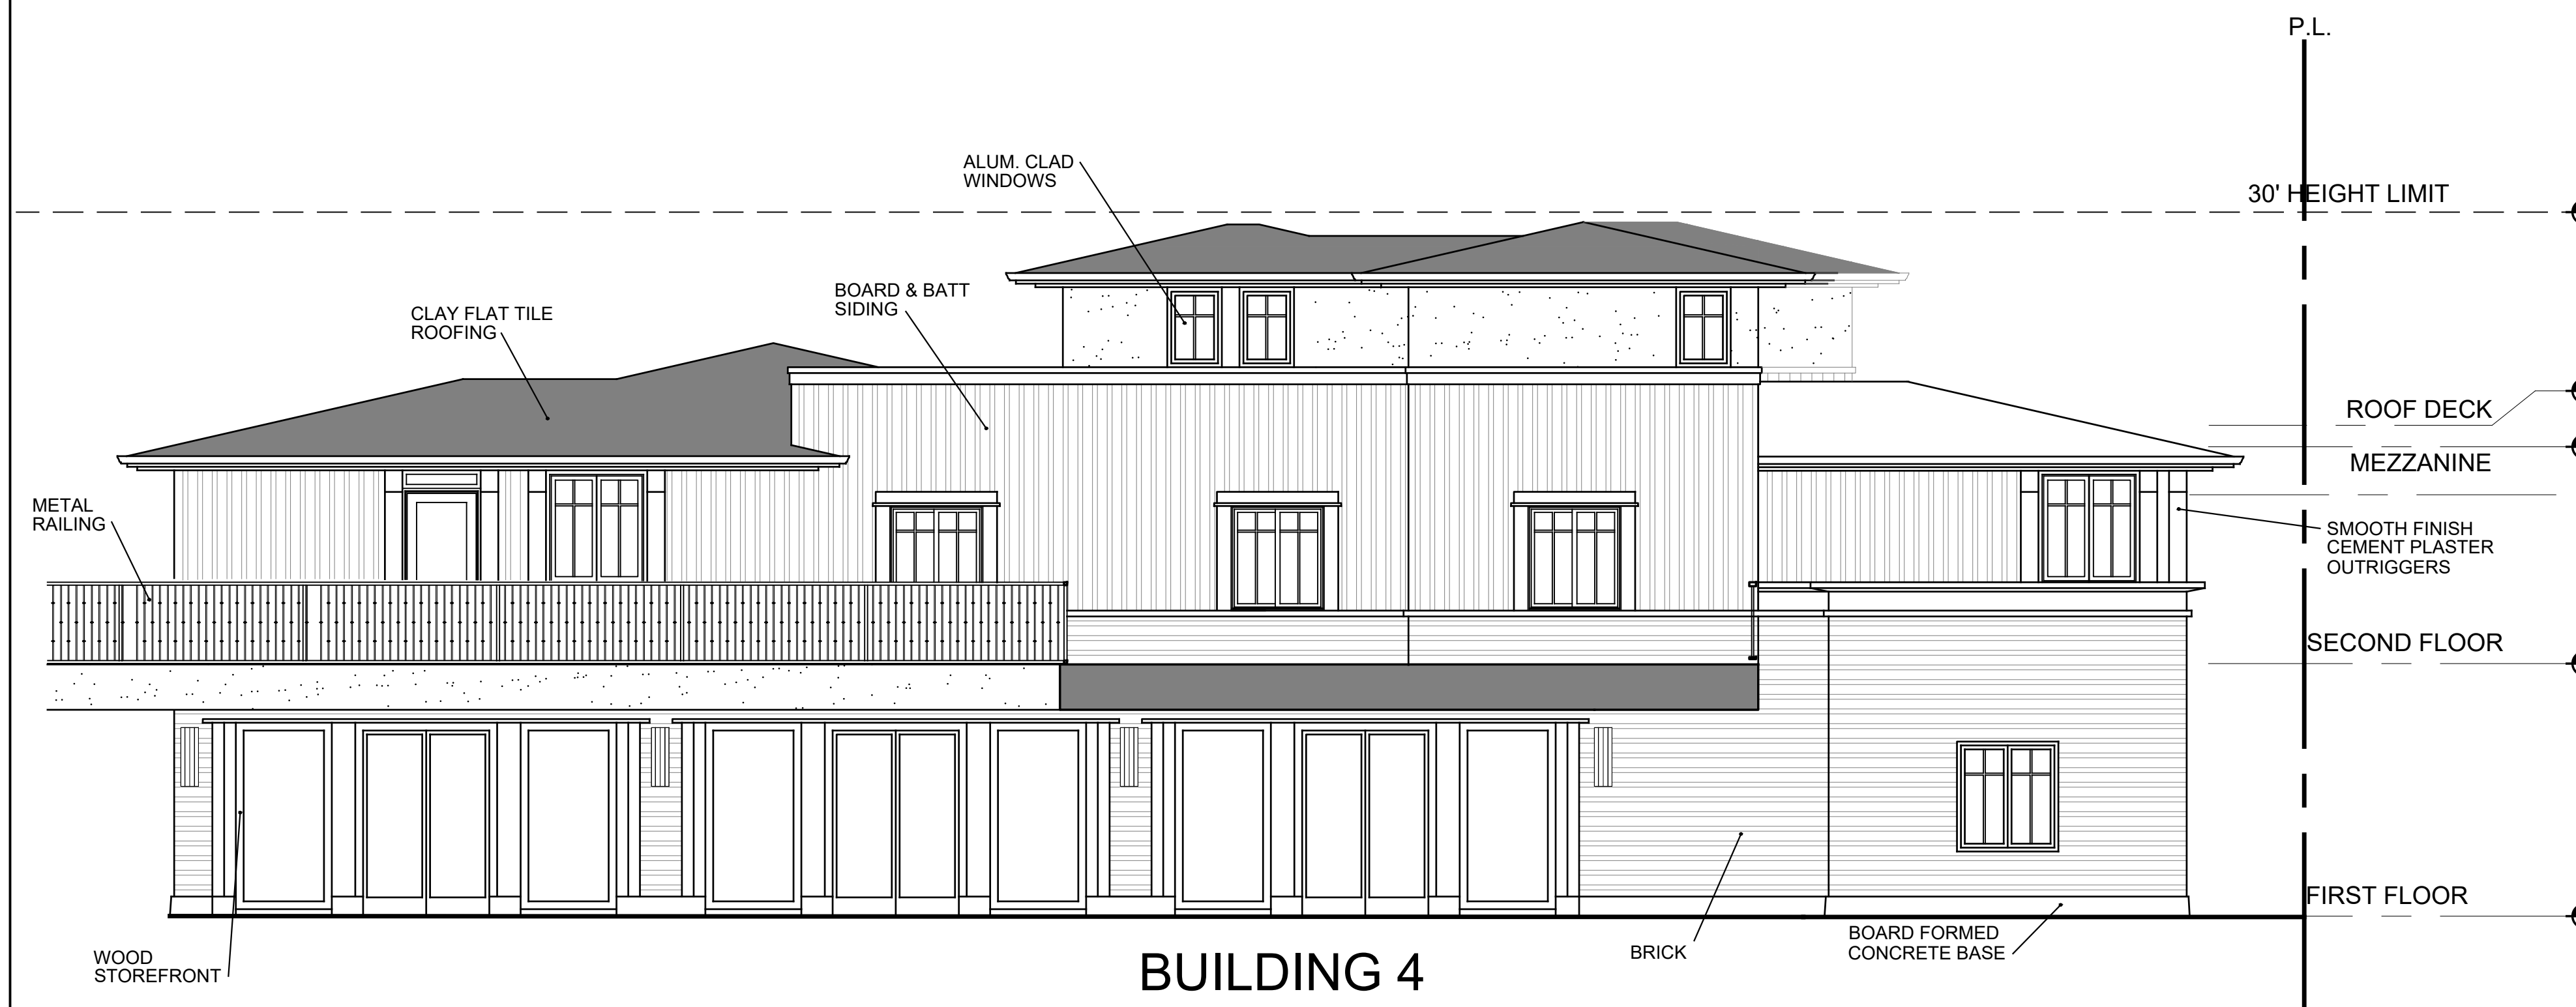 P.L.
ALUM. CLAD
WINDOWS
30' HEIGHT LIMIT
BOARD & BATT
SIDING
CLAY FLAT TILE
ROOFING
ROOF DECK
MEZZANINE
METAL
RAILING
SMOOTH FINISH
CEMENT PLASTER
OUTRIGGERS
SECOND FLOOR
FIRST FLOOR
WOOD
STOREFRONT
BRICK
BOARD FORMED
CONCRETE BASE
BUILDING 4